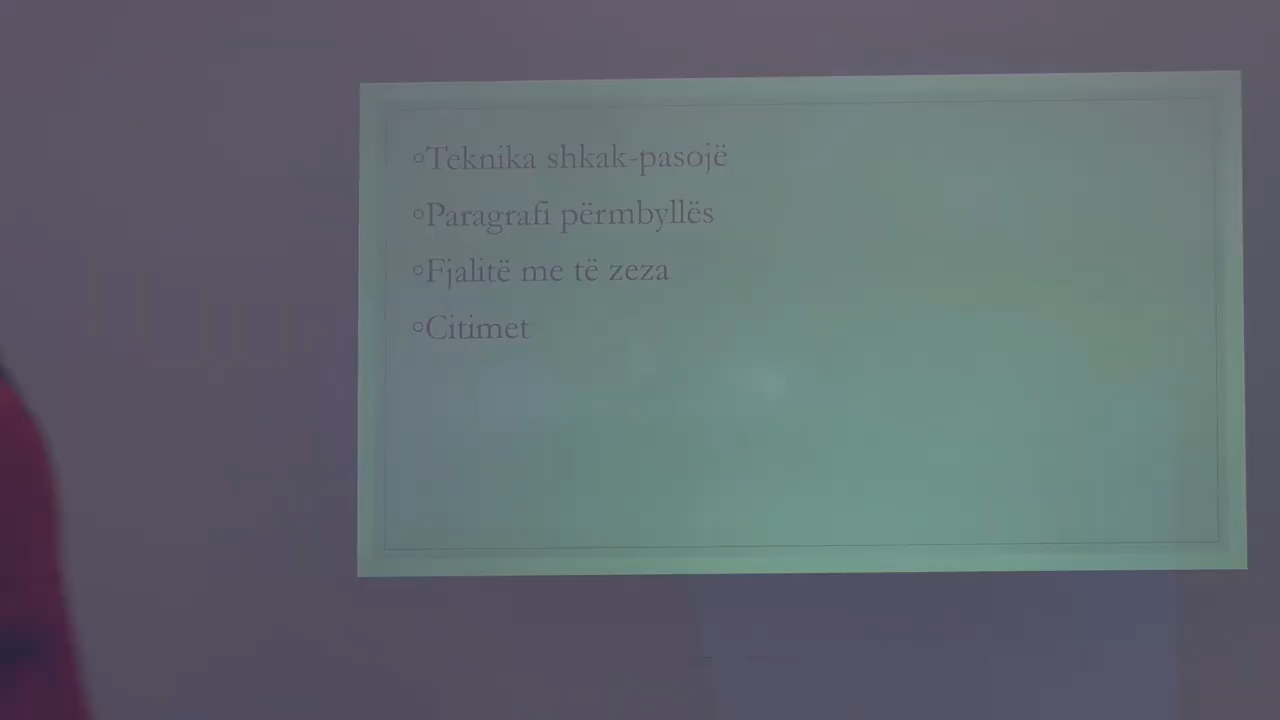 ◦Teknika shkak-pasojë
◦Paragrafi përmbyllës
◦Fjalitë me të zeza
◦Citimet